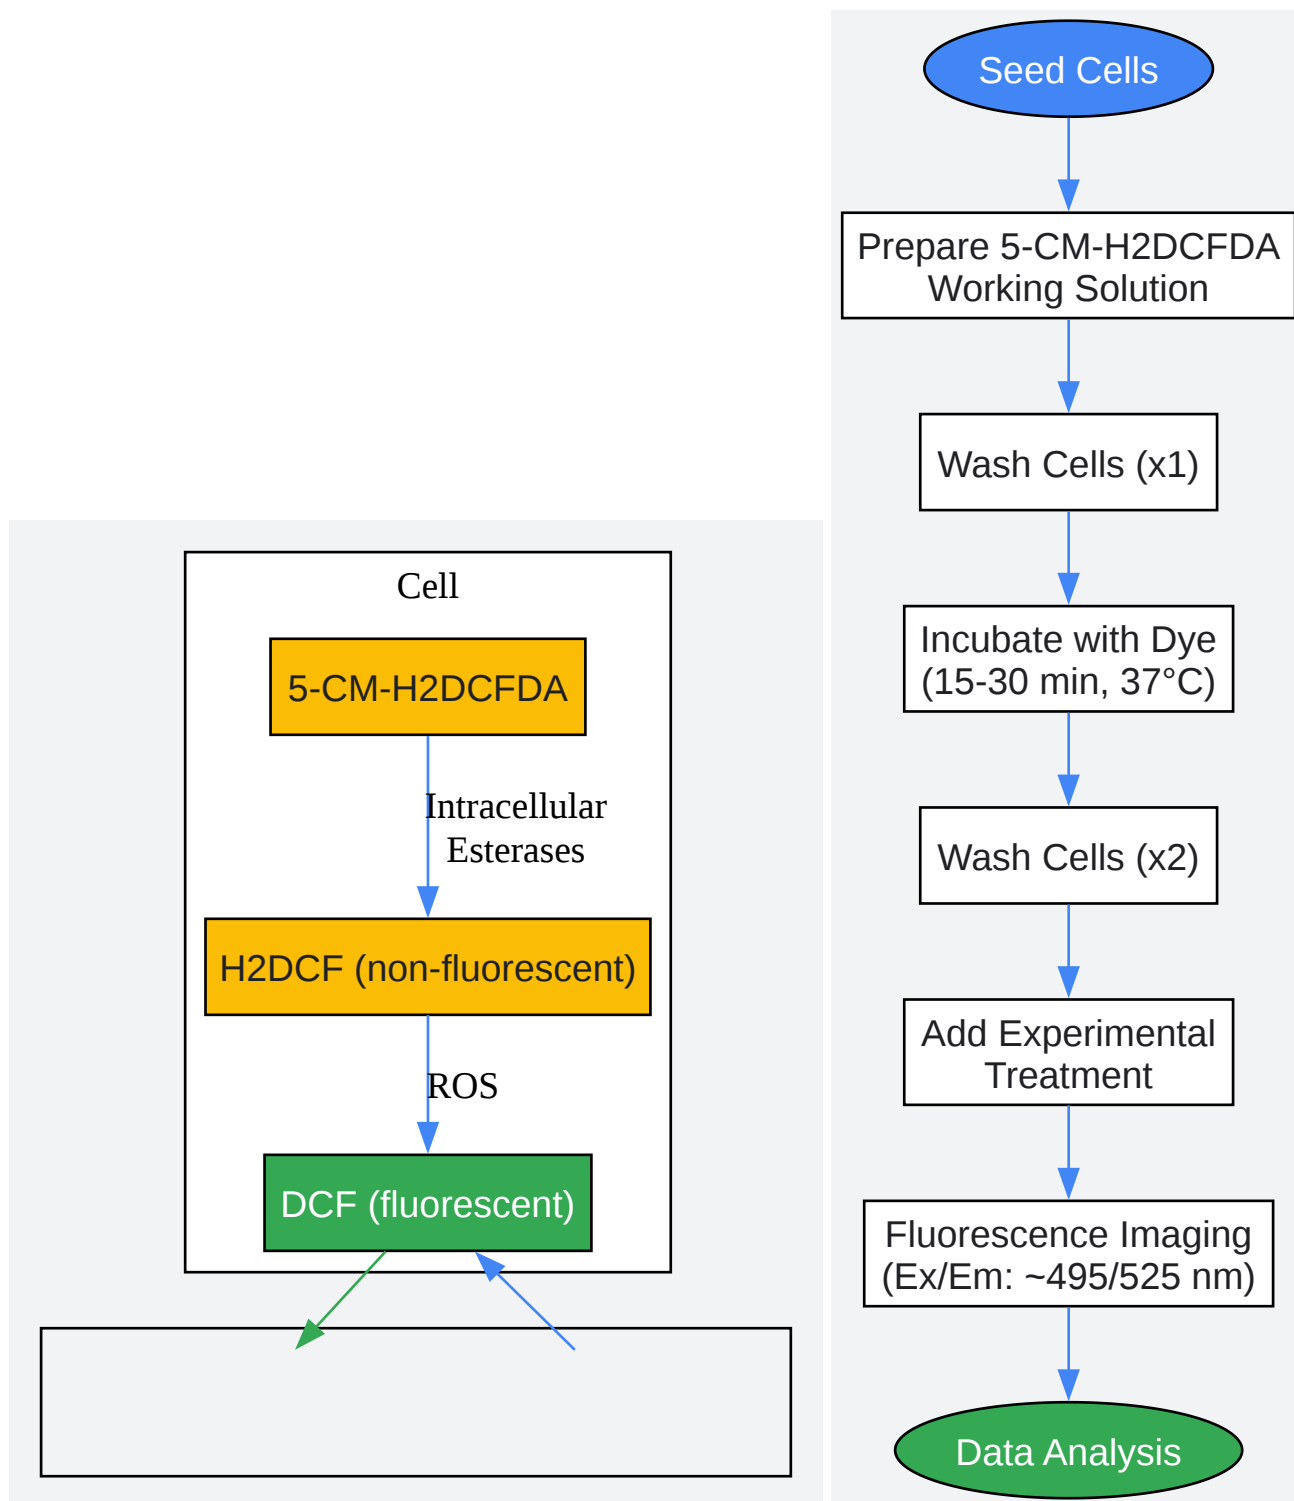 Cell
5-CM-H2DCFDA
Intracellular
Esterases
H2DCF (non-fluorescent)
ROS
DCF (fluorescent)
Seed Cells
Prepare 5-CM-H2DCFDA
Working Solution
Wash Cells (x1)
Incubate with Dye
(15-30 min, 37°C)
Wash Cells (x2)
Add Experimental
Treatment
Fluorescence Imaging
(Ex/Em: ~495/525 nm)
Data Analysis